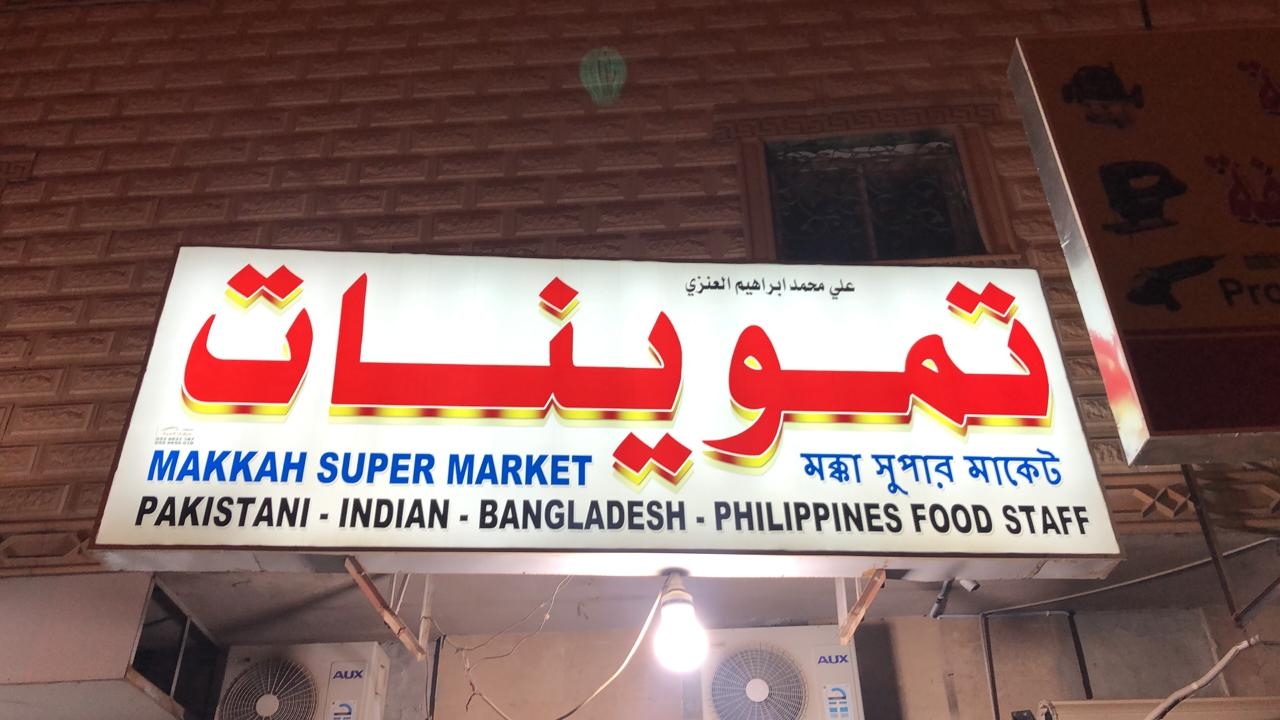 علي محمد ابراهيم العنزي
تموينات
MAKKAH SUPER MARKET
মক্কা সুপার মাকেট
PAKISTANI - INDIAN - BANGLADESH - PHILIPPINES FOOD STAFF
AUX
AUX